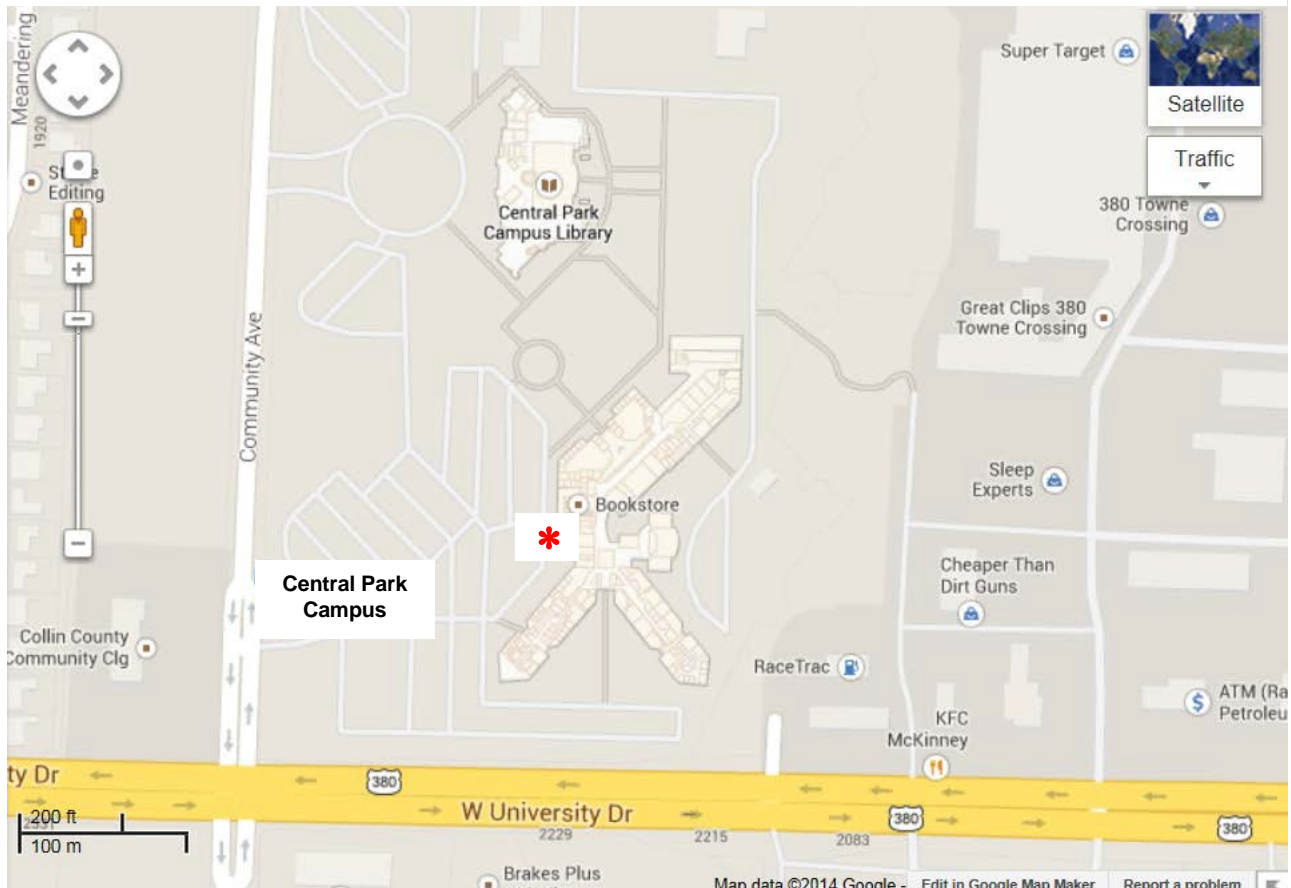 Meandering
1920
Super Target
Satellite
Traffic
Editing
Central Park
Campus Library
380 Towne
Crossing
Great Clips 380
Towne Crossing
Community Ave
Sleep
Experts
Bookstore
*
Cheaper Than
Dirt Guns
Central Park
Campus
Collin County
Community Clg
RaceTrac
ATM (Ra
Petroleu
KFC
McKinney
ty Dr
380
W University Dr
380
380
200 ft
100 m
2229
2215
2083
Brakes Plus
Map data ©2014 Google -
Edit in Google Map Maker
Report a problem